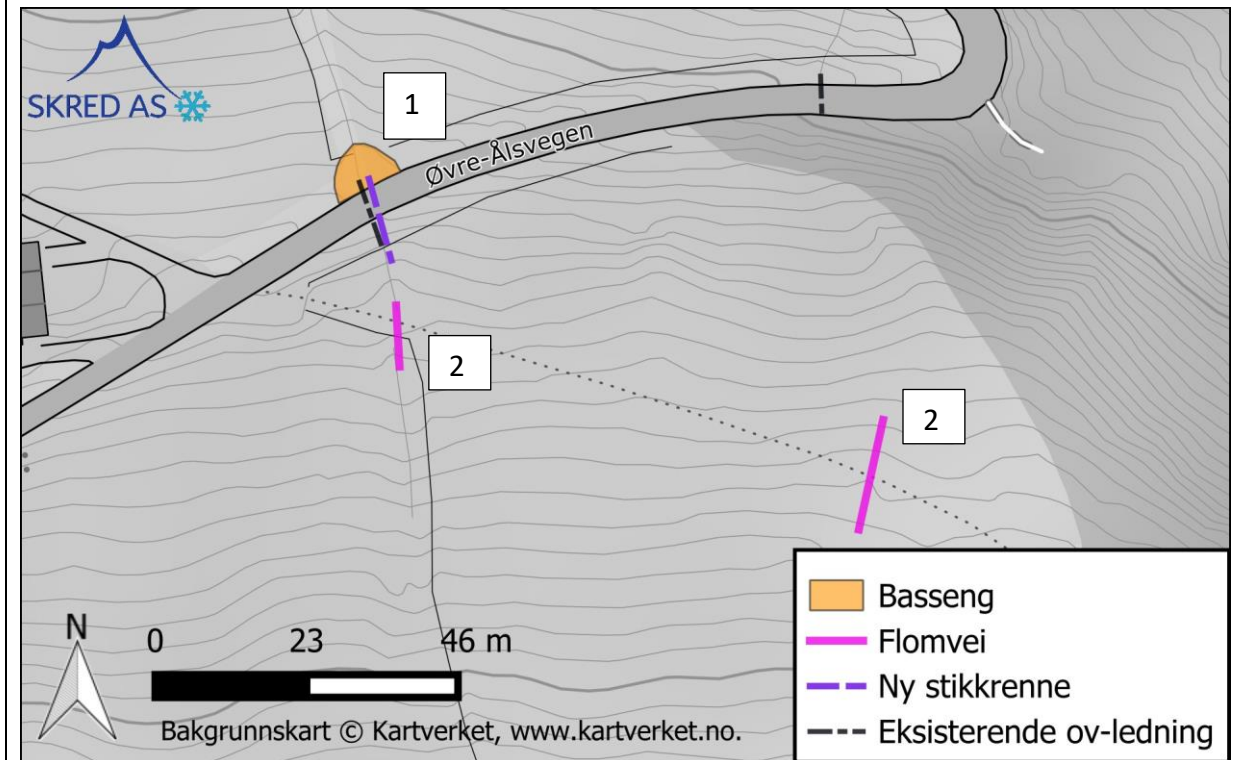 SKRED AS
1
Øvre-Ålsvegen
2
2
N
0 23 46 m
Bakgrunnskart © Kartverket, www.kartverket.no.
Basseng
Flomvei
Ny stikkrenne
Eksisterende ov-ledning